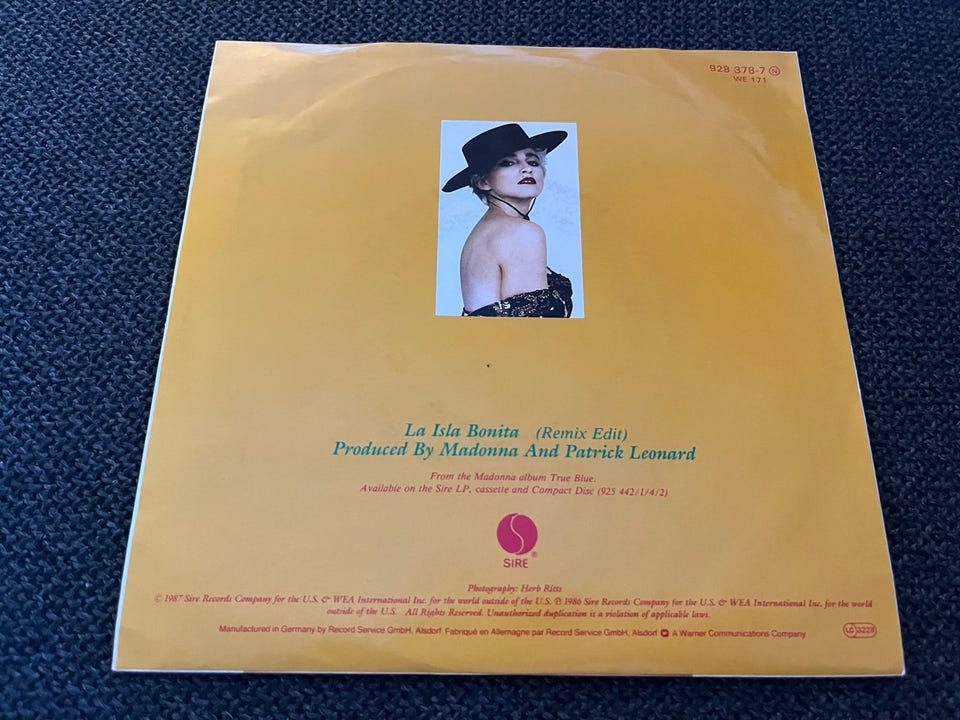 928 378-7 Ⓝ
WE 171
La Isla Bonita (Remix Edit)
Produced By Madonna And Patrick Leonard
From the Madonna album True Blue.
Available on the Sire LP, cassette and Compact Disc (925 442/1/4/2)
SIRE®
Photography: Herb Ritts
© 1987 Sire Records Company for the U.S. & WEA International Inc. for the world outside of the U.S. ℗ 1986 Sire Records Company for the U.S. & WEA International Inc. for the world
outside of the U.S. All Rights Reserved. Unauthorized duplication is a violation of applicable laws.
Manufactured in Germany by Record Service GmbH, Alsdorf Fabriqué en Allemagne par Record Service GmbH, Alsdorf A Warner Communications Company
LC 3228